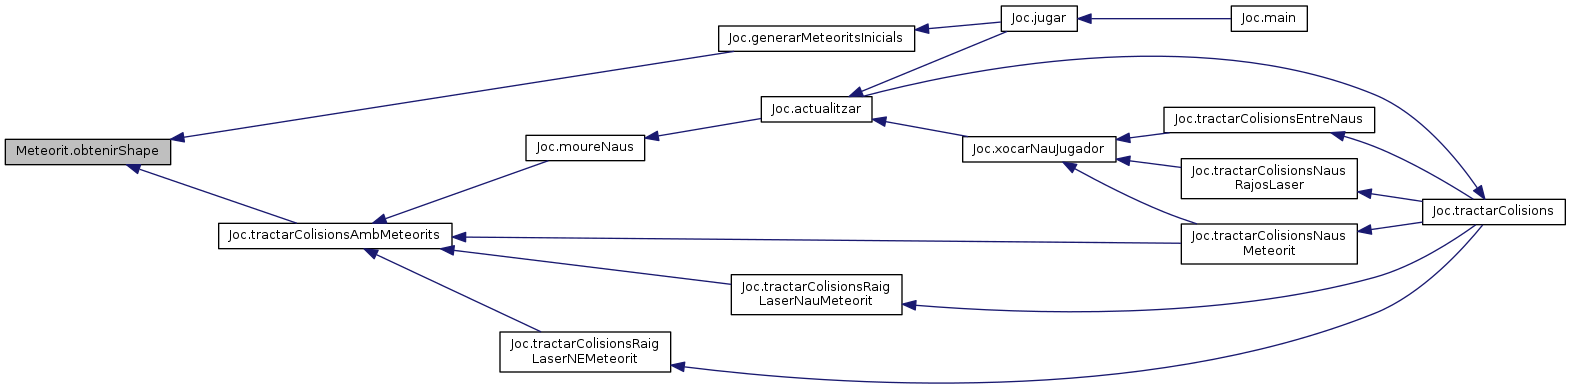 Joc.jugar
Joc.main
Joc.generarMeteoritsInicials
Joc.actualitzar
Joc.tractarColisionsEntreNaus
Meteorit.obtenirShape
Joc.moureNaus
Joc.xocarNauJugador
Joc.tractarColisionsNaus
RajosLaser
Joc.tractarColisions
Joc.tractarColisionsAmbMeteorits
Joc.tractarColisionsNaus
Meteorit
Joc.tractarColisionsRaig
LaserNauMeteorit
Joc.tractarColisionsRaig
LaserNEMeteorit